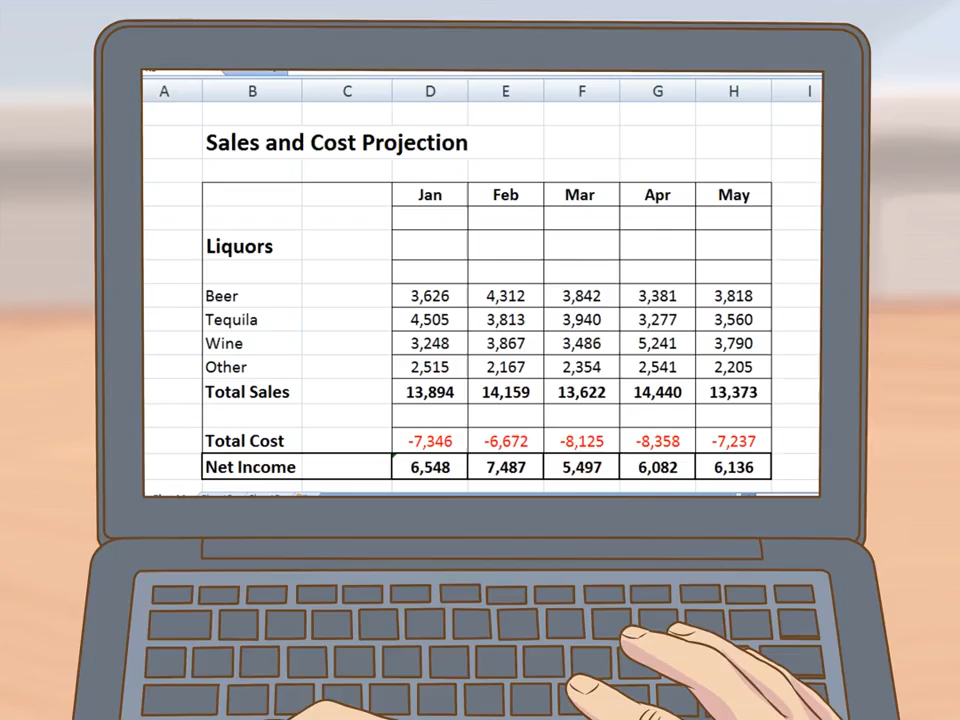 A B C D E F G H I
Sales and Cost Projection
Jan Feb Mar Apr May
Liquors
Beer 3,626 4,312 3,842 3,381 3,818
Tequila 4,505 3,813 3,940 3,277 3,560
Wine 3,248 3,867 3,486 5,241 3,790
Other 2,515 2,167 2,354 2,541 2,205
Total Sales 13,894 14,159 13,622 14,440 13,373
Total Cost -7,346 -6,672 -8,125 -8,358 -7,237
Net Income 6,548 7,487 5,497 6,082 6,136